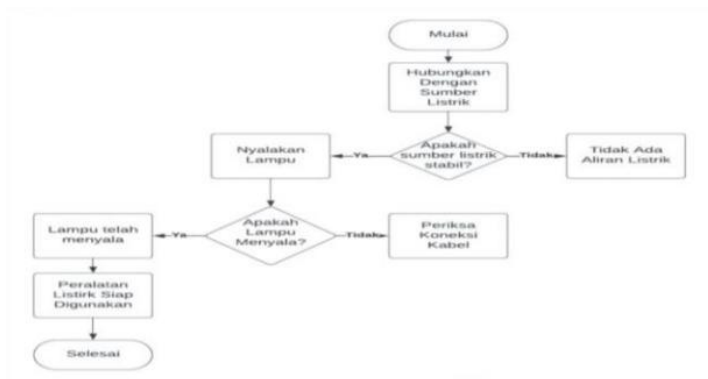 Mulai
Hubungkan
Dengan
Sumber
Listrik
Nyalakan
Lampu
Ya
Apakah
sumber listrik
stabil?
Tidak
Tidak Ada
Aliran Listrik
Lampu telah
menyala
Ya
Apakah
Lampu
Menyala?
Tidak
Periksa
Koneksi
Kabel
Peralatan
Listirk Siap
Digunakan
Selesai